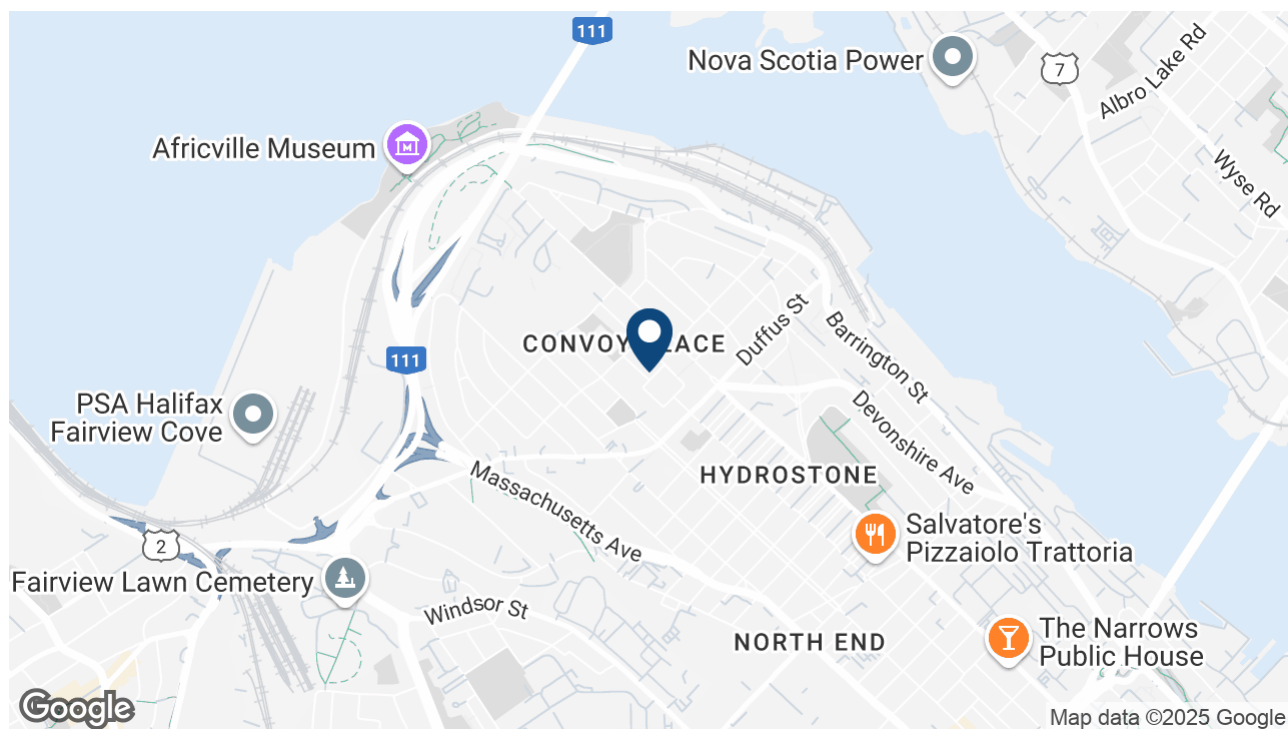 111
Nova Scotia Power
7
Albro Lake Rd
Africville Museum
Wyse Rd
CONVOY PLACE
Duffus St
Barrington St
111
PSA Halifax
Fairview Cove
Devonshire Ave
HYDROSTONE
Massachusetts Ave
Salvatore's
Pizzaiolo Trattoria
2
Fairview Lawn Cemetery
Windsor St
NORTH END
The Narrows
Public House
Google
Map data ©2025 Google